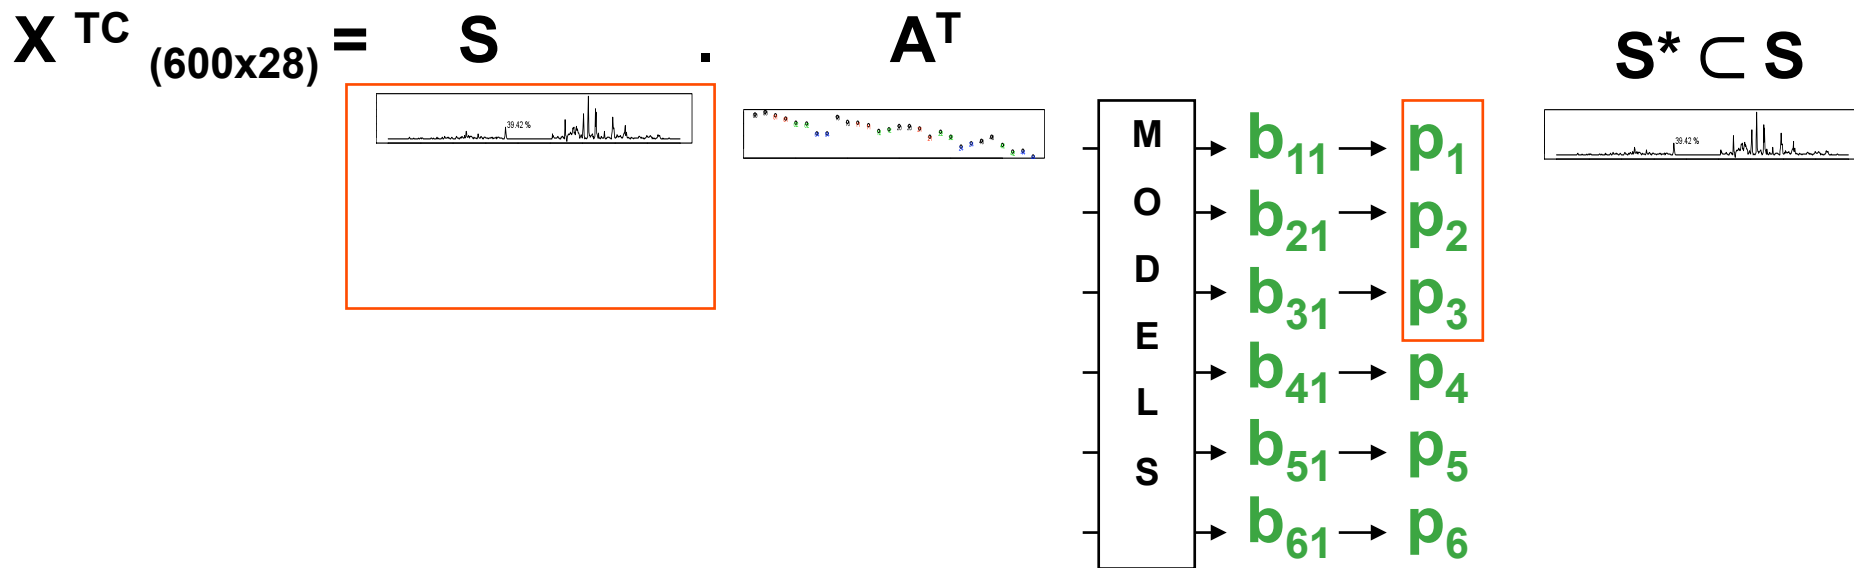 X TC (600x28) = S . Aᵀ
S* ⊂ S
39.42 %
39.42 %
M
O
D
E
L
S
b₁₁ → p₁
b₂₁ → p₂
b₃₁ → p₃
b₄₁ → p₄
b₅₁ → p₅
b₆₁ → p₆